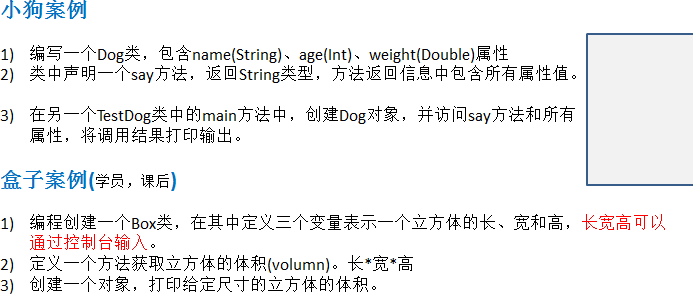 小狗案例
1) 编写一个Dog类，包含name(String)、age(Int)、weight(Double)属性
2) 类中声明一个say方法，返回String类型，方法返回信息中包含所有属性值。
3) 在另一个TestDog类中的main方法中，创建Dog对象，并访问say方法和所有
属性，将调用结果打印输出。
盒子案例(学员，课后)
1) 编程创建一个Box类，在其中定义三个变量表示一个立方体的长、宽和高，长宽高可以
通过控制台输入。
2) 定义一个方法获取立方体的体积(volumn)。长*宽*高
3) 创建一个对象，打印给定尺寸的立方体的体积。